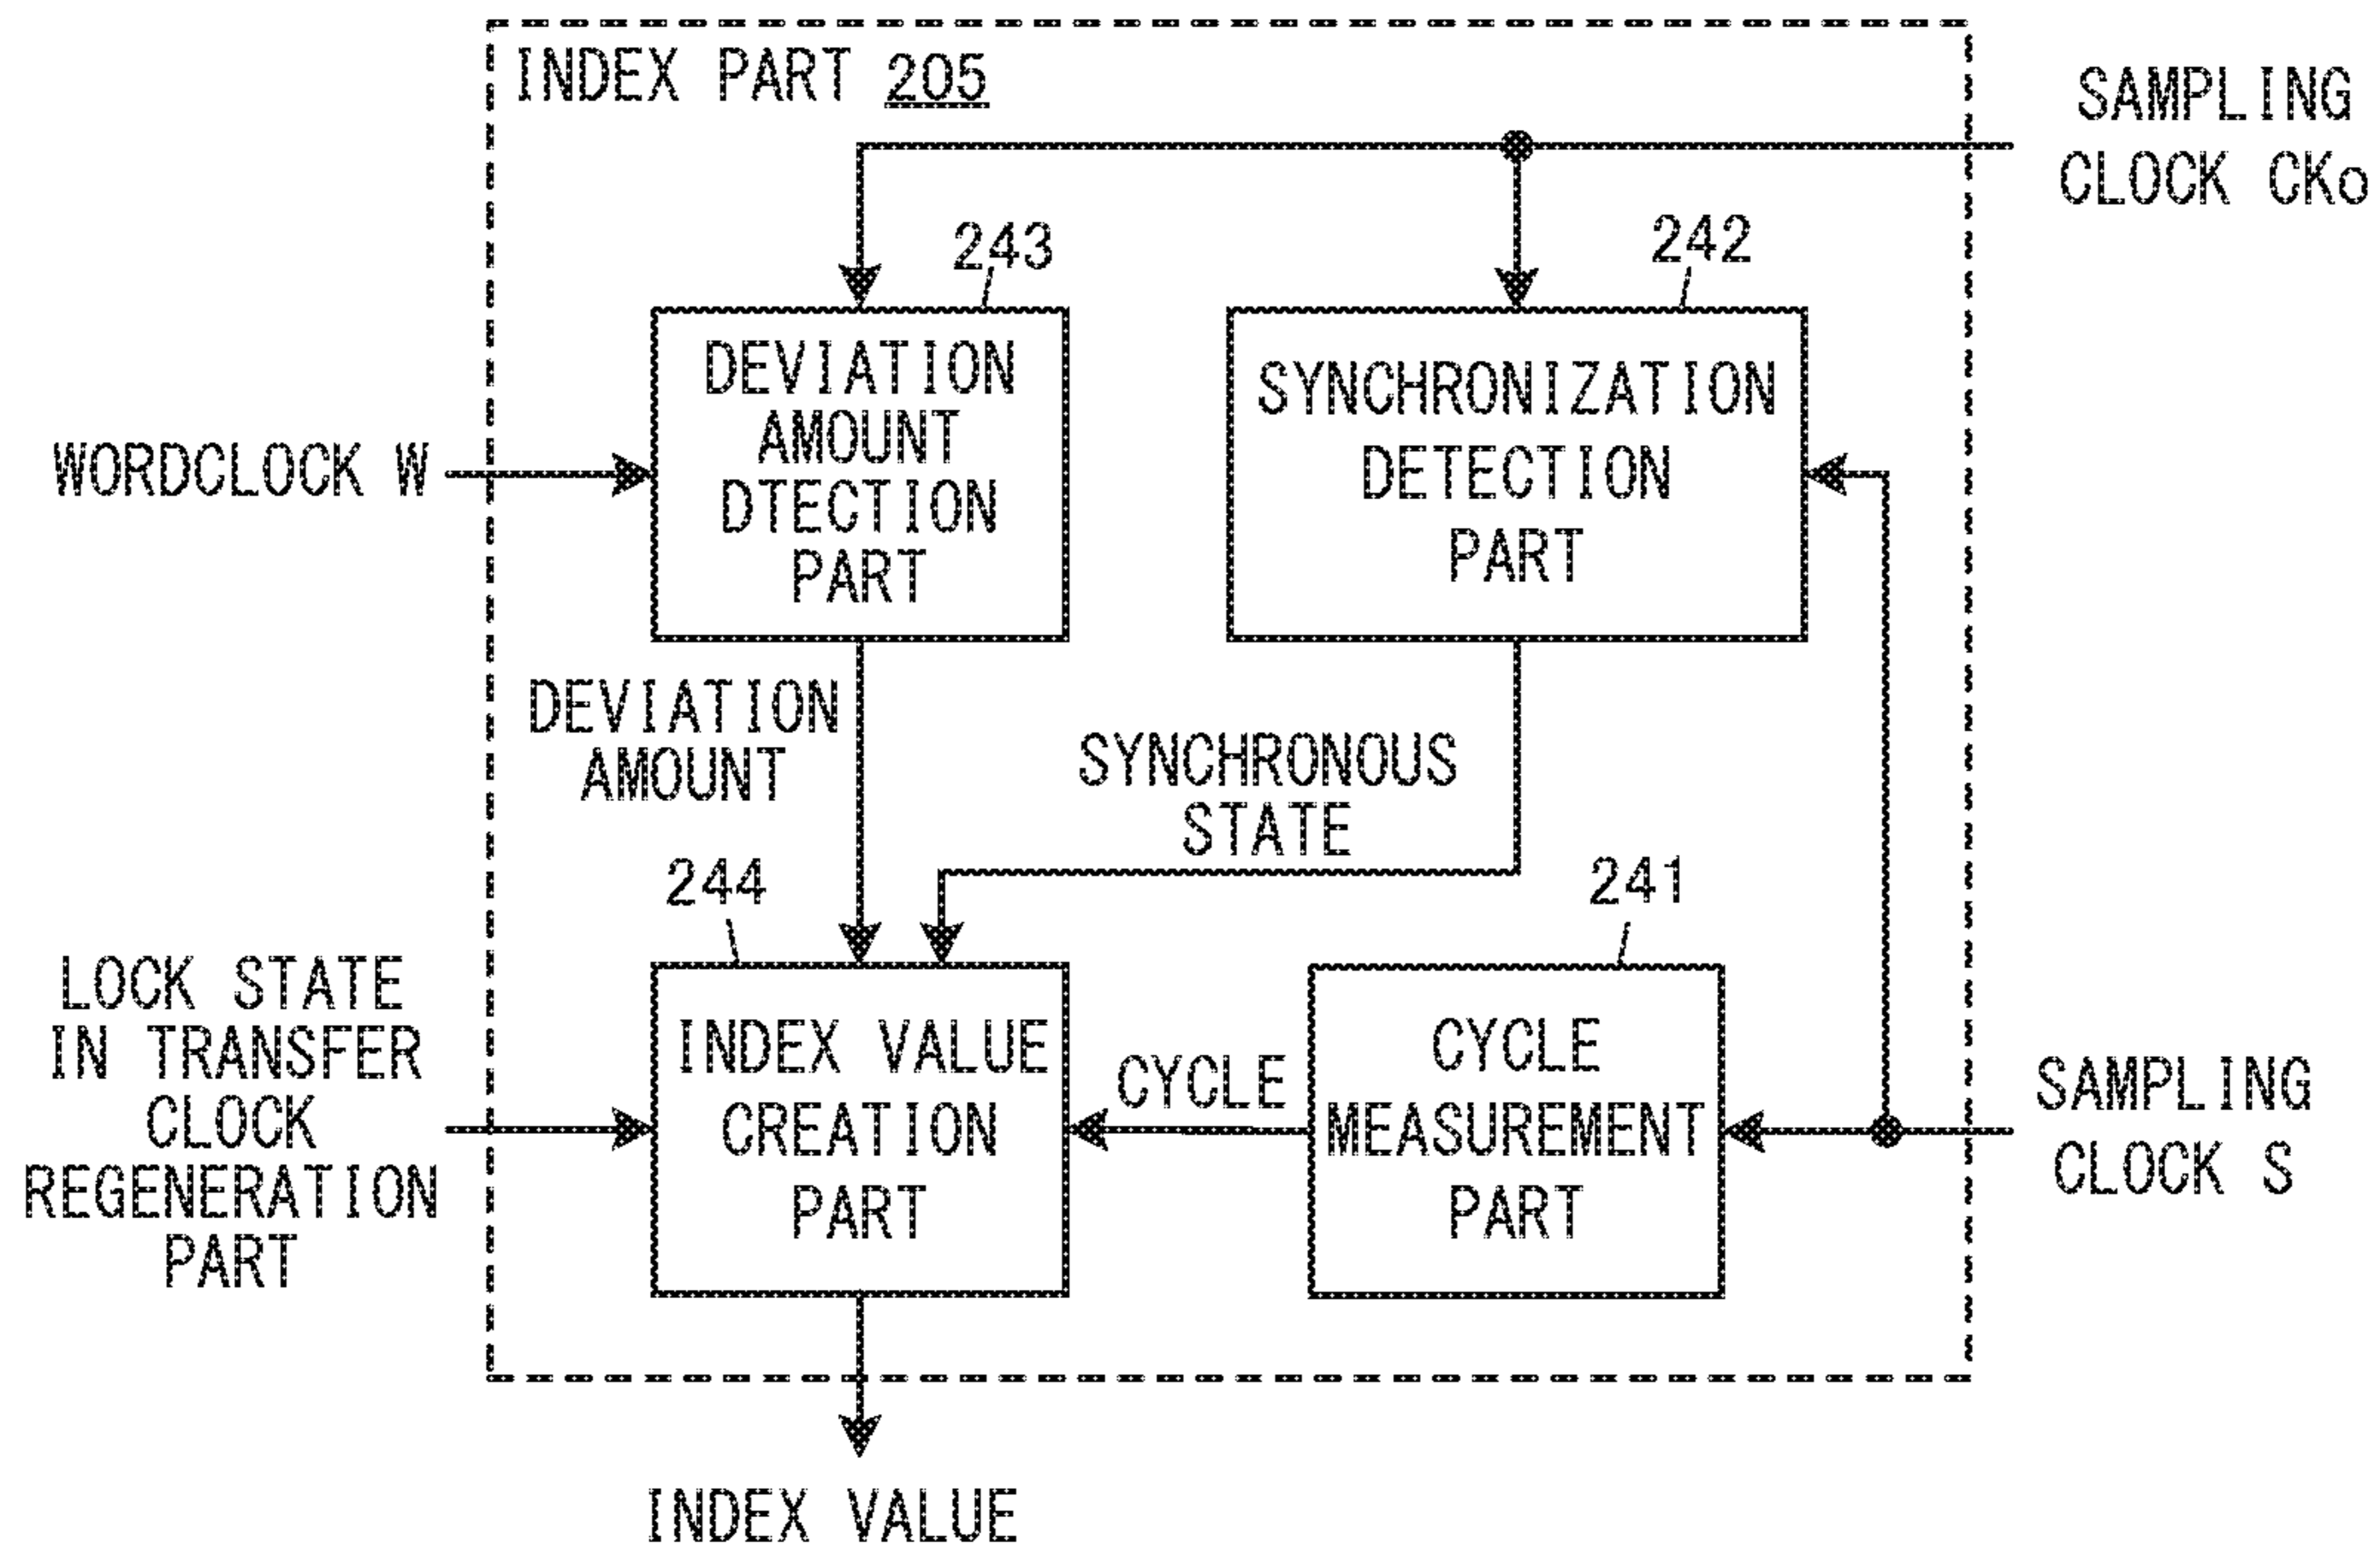 INDEX PART 205
SAMPLING
CLOCK CKo
243
242
DEVIATION
AMOUNT
DTECTION
PART
SYNCHRONIZATION
DETECTION
PART
WORDCLOCK W
DEVIATION
AMOUNT
SYNCHRONOUS
STATE
244
241
LOCK STATE
IN TRANSFER
CLOCK
REGENERATION
PART
INDEX VALUE
CREATION
PART
CYCLE
CYCLE
MEASUREMENT
PART
SAMPLING
CLOCK S
INDEX VALUE